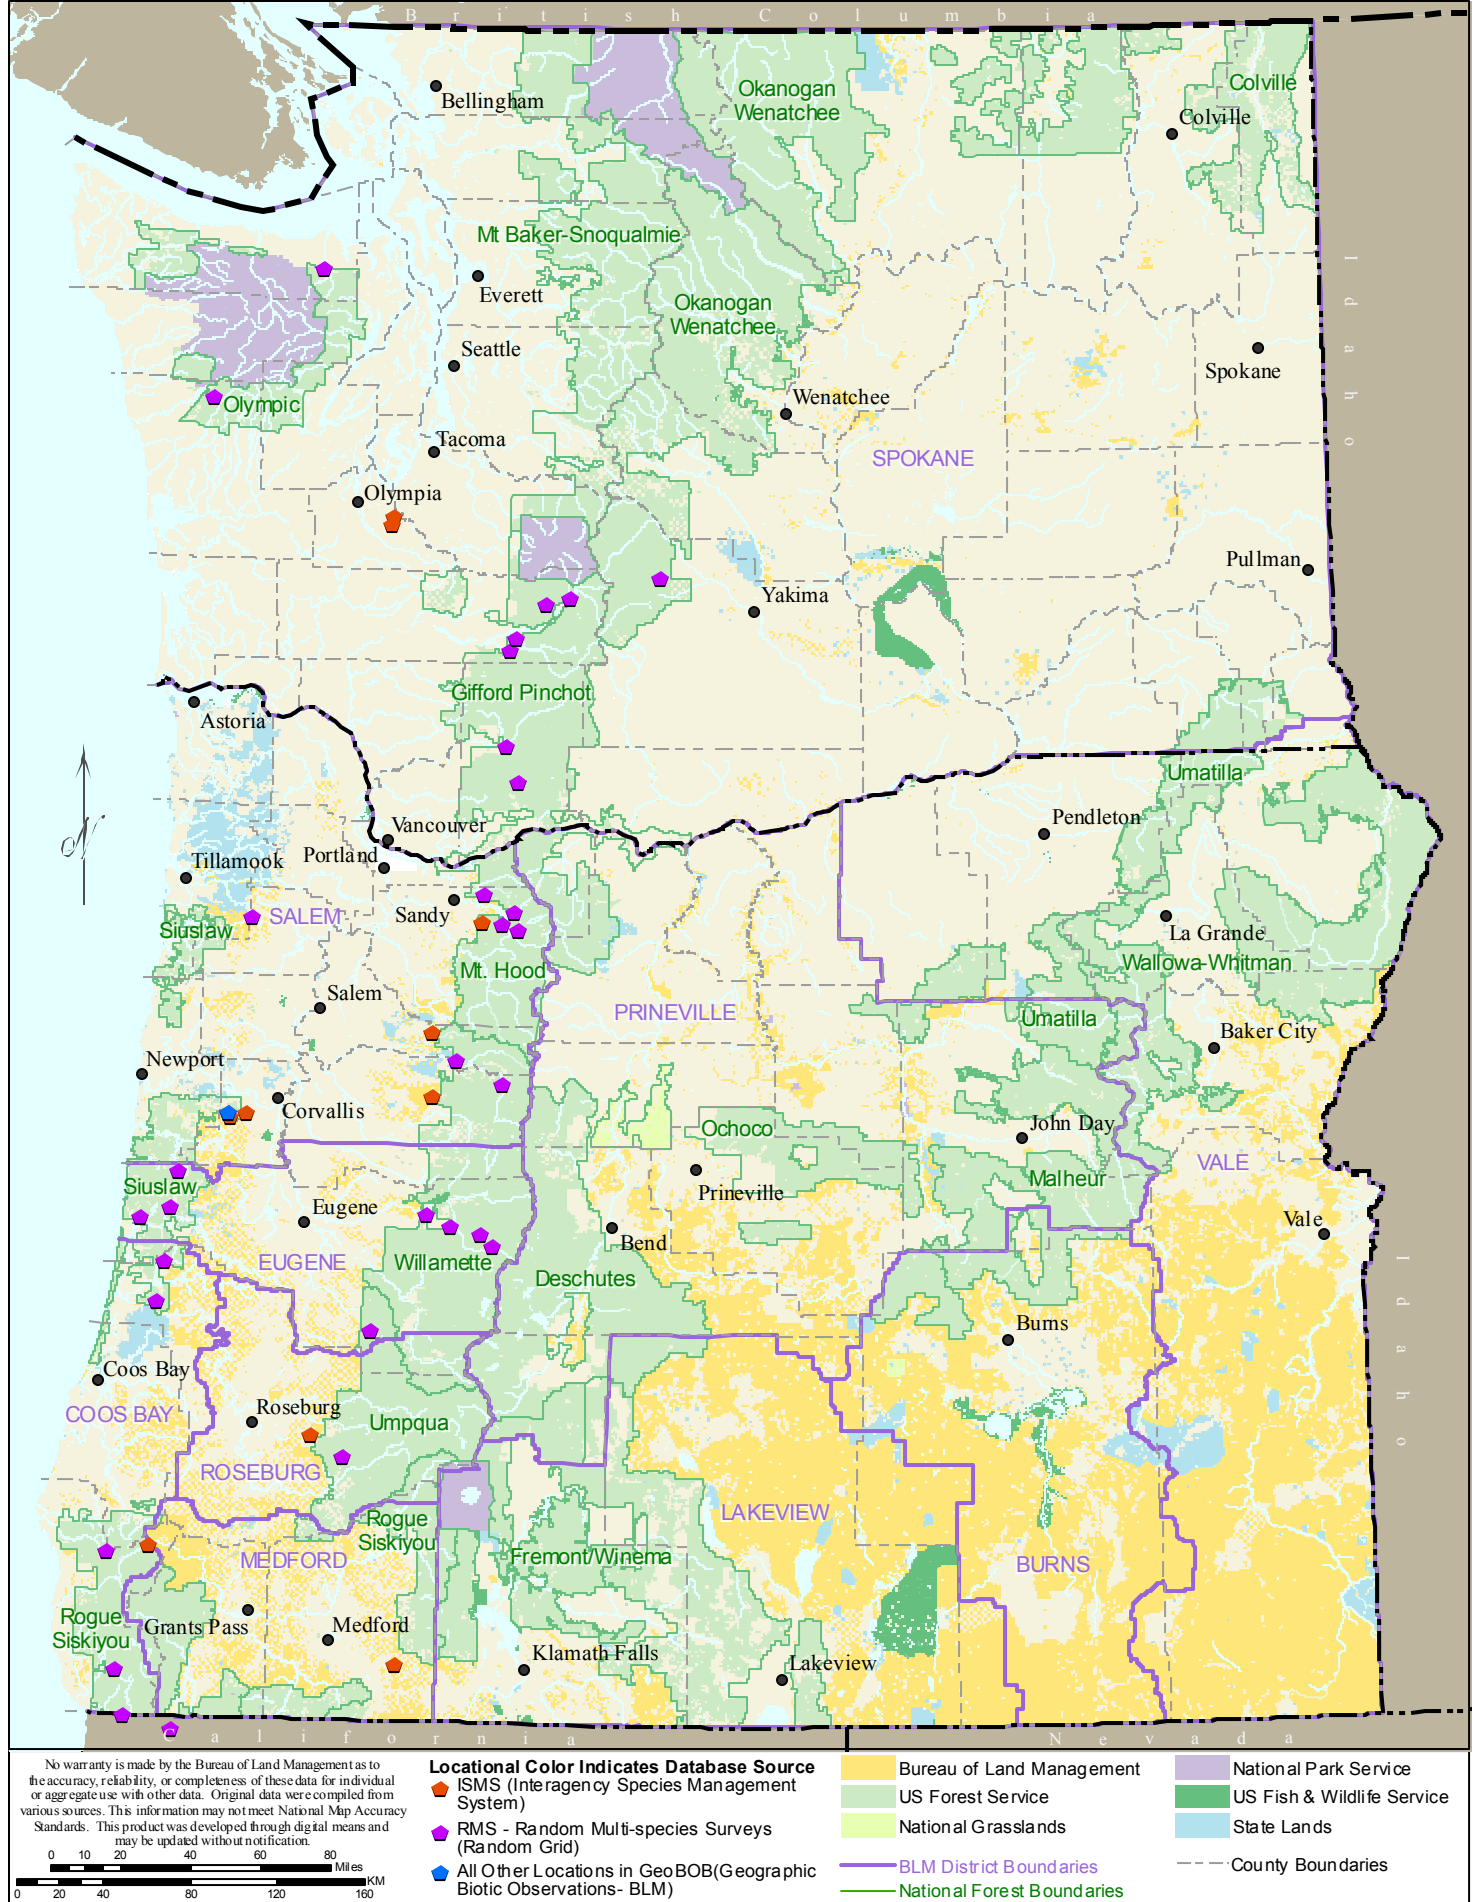 British Columbia
Bellingham
Okanogan
Wenatchee
Colville
Colville
Mt Baker-Snoqualmie
Everett
Okanogan
Wenatchee
Idaho
Seattle
Spokane
Olympic
Wenatchee
Tacoma
SPOKANE
Olympia
Pullman
Yakima
Gifford Pinchot
Astoria
Umatilla
Vancouver
Pendleton
Tillamook
Portland
Sandy
SALEM
Siuslaw
La Grande
Mt. Hood
Wallowa-Whitman
Salem
PRINEVILLE
Umatilla
Baker City
Newport
Corvallis
Ochoco
John Day
VALE
Siuslaw
Prineville
Malheur
Eugene
Vale
Bend
EUGENE
Willamette
Deschutes
Idaho
Burns
Coos Bay
COOS BAY
Roseburg
Umpqua
ROSEBURG
LAKEVIEW
Rogue
Siskiyou
MEDFORD
Fremont/Winema
BURNS
Rogue
Siskiyou
Grants Pass
Medford
Klamath Falls
Lakeview
California
Nevada
No warranty is made by the Bureau of Land Management as to
the accuracy, reliability, or completeness of these data for individual
or aggregate use with other data. Original data were compiled from
various sources. This information may not meet National Map Accuracy
Standards. This product was developed through digital means and
may be updated without notification.
0 10 20 40 60 80
Miles
KM
0 20 40 80 120 160
Locational Color Indicates Database Source
ISMS (Interagency Species Management
System)
RMS - Random Multi-species Surveys
(Random Grid)
All Other Locations in GeoBOB(Geographic
Biotic Observations- BLM)
Bureau of Land Management
US Forest Service
National Grasslands
BLM District Boundaries
National Forest Boundaries
National Park Service
US Fish & Wildlife Service
State Lands
County Boundaries